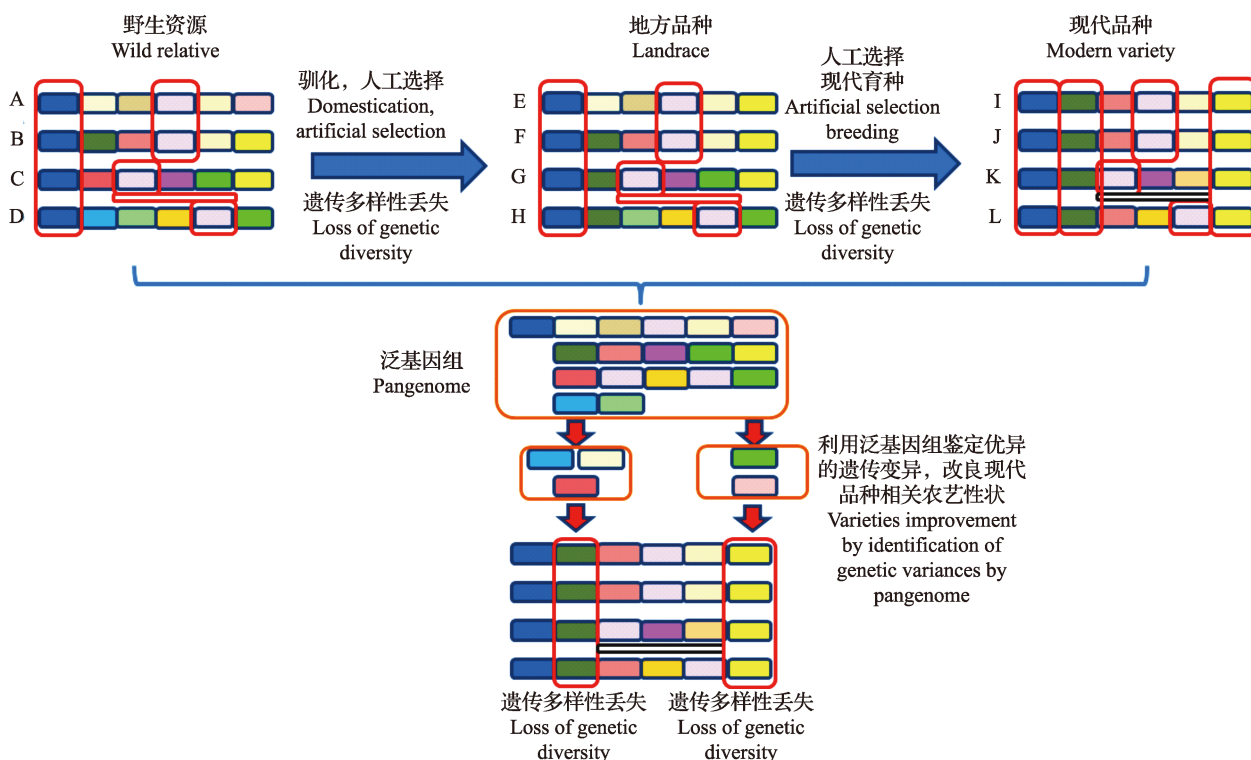 野生资源
Wild relative
地方品种
Landrace
现代品种
Modern variety
驯化，人工选择
Domestication,
artificial selection
遗传多样性丢失
Loss of genetic
diversity
人工选择
现代育种
Artificial selection
breeding
遗传多样性丢失
Loss of genetic
diversity
A
B
C
D
E
F
G
H
I
J
K
L
泛基因组
Pangenome
利用泛基因组鉴定优异
的遗传变异，改良现代
品种相关农艺性状
Varieties improvement
by identification of
genetic variances by
pangenome
遗传多样性丢失
Loss of genetic
diversity
遗传多样性丢失
Loss of genetic
diversity